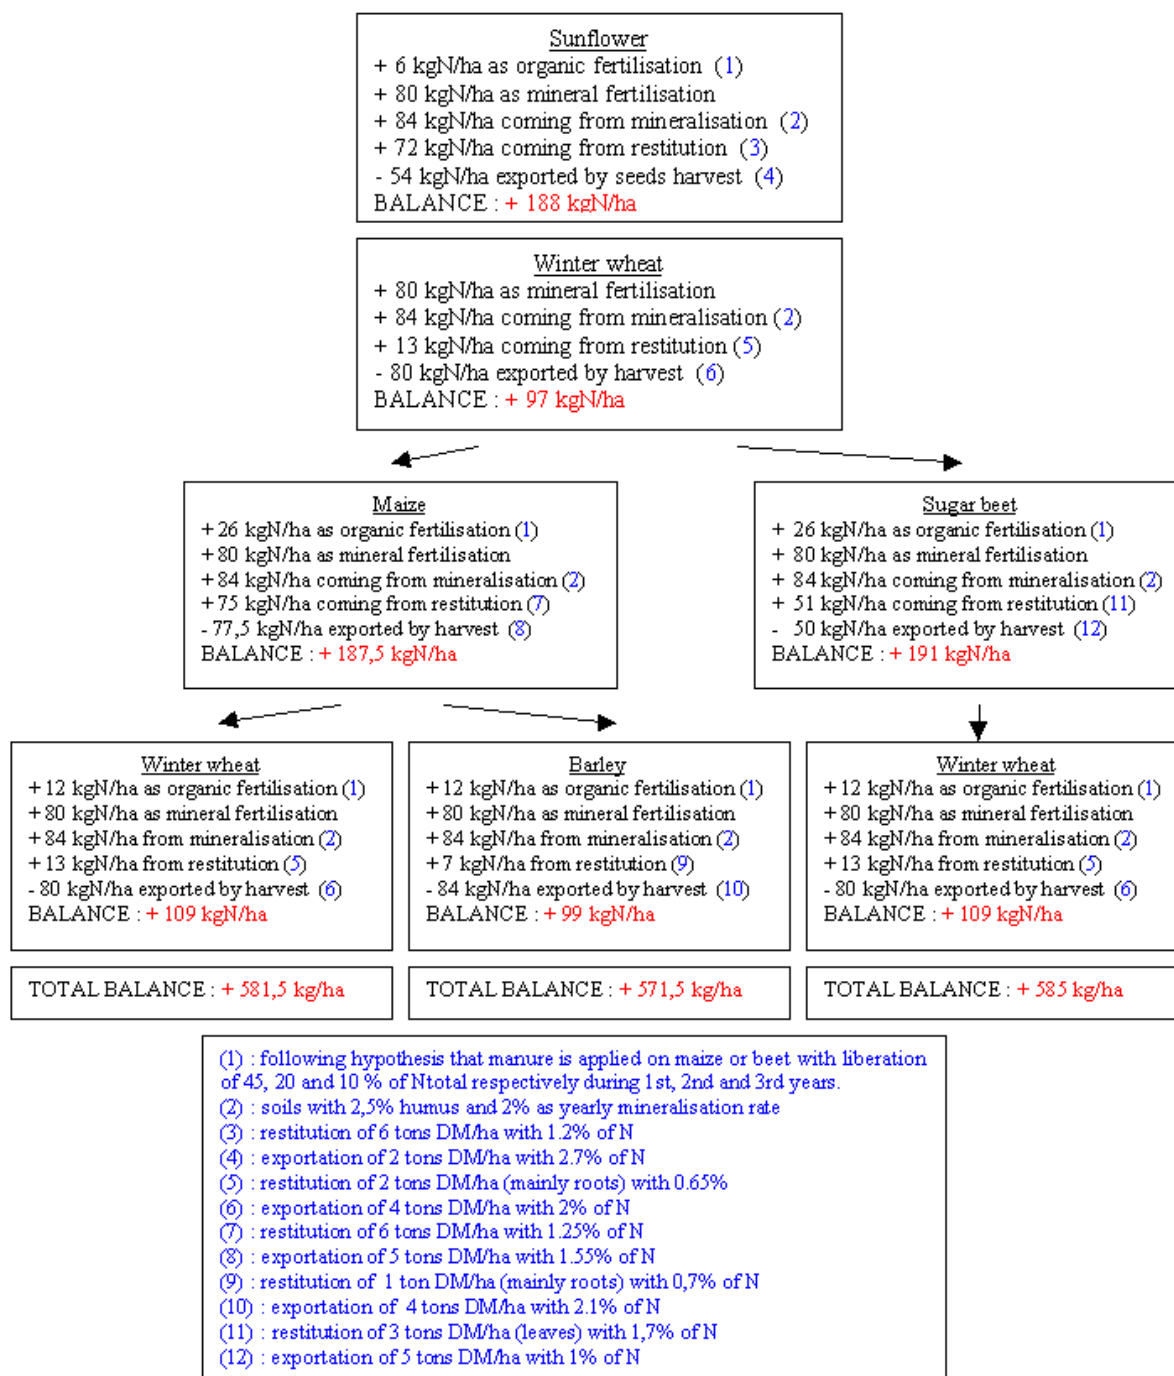 Sunflower
+ 6 kgN/ha as organic fertilisation (1)
+ 80 kgN/ha as mineral fertilisation
+ 84 kgN/ha coming from mineralisation (2)
+ 72 kgN/ha coming from restitution (3)
- 54 kgN/ha exported by seeds harvest (4)
BALANCE : + 188 kgN/ha
Winter wheat
+ 80 kgN/ha as mineral fertilisation
+ 84 kgN/ha coming from mineralisation (2)
+ 13 kgN/ha coming from restitution (5)
- 80 kgN/ha exported by harvest (6)
BALANCE : + 97 kgN/ha
Maize
+ 26 kgN/ha as organic fertilisation (1)
+ 80 kgN/ha as mineral fertilisation
+ 84 kgN/ha coming from mineralisation (2)
+ 75 kgN/ha coming from restitution (7)
- 77,5 kgN/ha exported by harvest (8)
BALANCE : + 187,5 kgN/ha
Sugar beet
+ 26 kgN/ha as organic fertilisation (1)
+ 80 kgN/ha as mineral fertilisation
+ 84 kgN/ha coming from mineralisation (2)
+ 51 kgN/ha coming from restitution (11)
- 50 kgN/ha exported by harvest (12)
BALANCE : + 191 kgN/ha
Winter wheat
+ 12 kgN/ha as organic fertilisation (1)
+ 80 kgN/ha as mineral fertilisation
+ 84 kgN/ha from mineralisation (2)
+ 13 kgN/ha from restitution (5)
- 80 kgN/ha exported by harvest (6)
BALANCE : + 109 kgN/ha
Barley
+ 12 kgN/ha as organic fertilisation (1)
+ 80 kgN/ha as mineral fertilisation
+ 84 kgN/ha from mineralisation (2)
+ 7 kgN/ha from restitution (9)
- 84 kgN/ha exported by harvest (10)
BALANCE : + 99 kgN/ha
Winter wheat
+ 12 kgN/ha as organic fertilisation (1)
+ 80 kgN/ha as mineral fertilisation
+ 84 kgN/ha from mineralisation (2)
+ 13 kgN/ha from restitution (5)
- 80 kgN/ha exported by harvest (6)
BALANCE : + 109 kgN/ha
TOTAL BALANCE : + 581,5 kg/ha
TOTAL BALANCE : + 571,5 kg/ha
TOTAL BALANCE : + 585 kg/ha
(1) : following hypothesis that manure is applied on maize or beet with liberation
of 45, 20 and 10 % of Ntotal respectively during 1st, 2nd and 3rd years.
(2) : soils with 2,5% humus and 2% as yearly mineralisation rate
(3) : restitution of 6 tons DM/ha with 1.2% of N
(4) : exportation of 2 tons DM/ha with 2.7% of N
(5) : restitution of 2 tons DM/ha (mainly roots) with 0.65%
(6) : exportation of 4 tons DM/ha with 2% of N
(7) : restitution of 6 tons DM/ha with 1.25% of N
(8) : exportation of 5 tons DM/ha with 1.55% of N
(9) : restitution of 1 ton DM/ha (mainly roots) with 0,7% of N
(10) : exportation of 4 tons DM/ha with 2.1% of N
(11) : restitution of 3 tons DM/ha (leaves) with 1,7% of N
(12) : exportation of 5 tons DM/ha with 1% of N